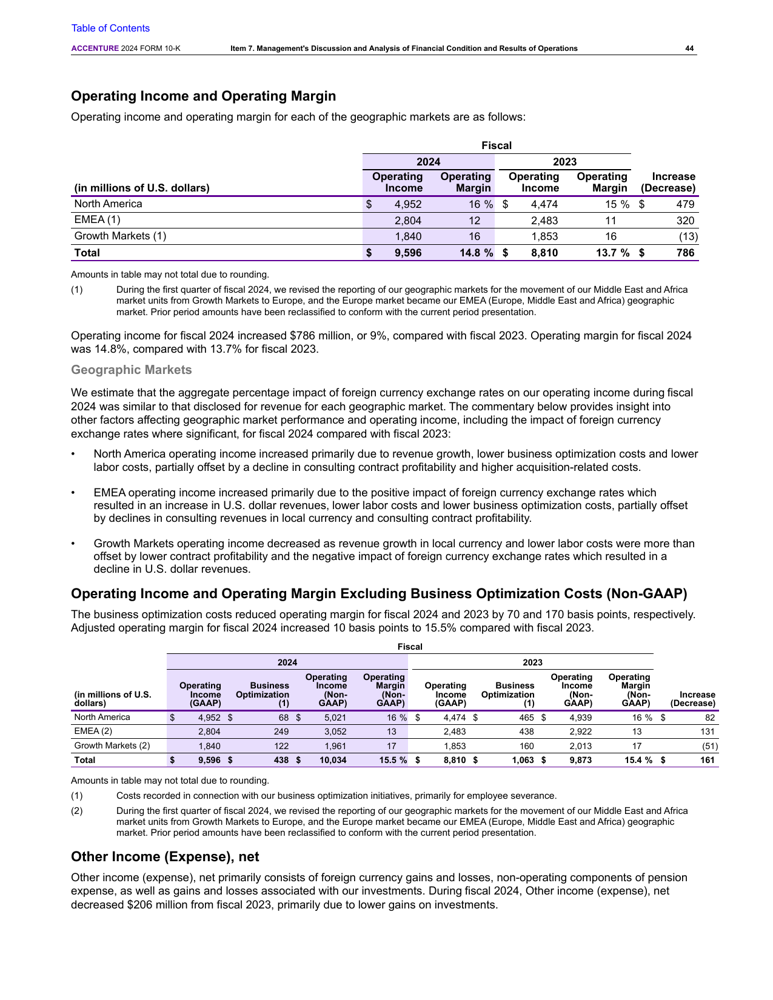 Table of Contents
ACCENTURE 2024 FORM 10-K Item 7. Management's Discussion and Analysis of Financial Condition and Results of Operations 44
Operating Income and Operating Margin
Operating income and operating margin for each of the geographic markets are as follows:
Fiscal
2024 2023
(in millions of U.S. dollars) Operating Income Operating Margin Operating Income Operating Margin Increase (Decrease)
North America $ 4,952 16 % $ 4,474 15 % $ 479
EMEA (1) 2,804 12 2,483 11 320
Growth Markets (1) 1,840 16 1,853 16 (13)
Total $ 9,596 14.8 % $ 8,810 13.7 % $ 786
Amounts in table may not total due to rounding.
(1) During the first quarter of fiscal 2024, we revised the reporting of our geographic markets for the movement of our Middle East and Africa
market units from Growth Markets to Europe, and the Europe market became our EMEA (Europe, Middle East and Africa) geographic
market. Prior period amounts have been reclassified to conform with the current period presentation.
Operating income for fiscal 2024 increased $786 million, or 9%, compared with fiscal 2023. Operating margin for fiscal 2024
was 14.8%, compared with 13.7% for fiscal 2023.
Geographic Markets
We estimate that the aggregate percentage impact of foreign currency exchange rates on our operating income during fiscal
2024 was similar to that disclosed for revenue for each geographic market. The commentary below provides insight into
other factors affecting geographic market performance and operating income, including the impact of foreign currency
exchange rates where significant, for fiscal 2024 compared with fiscal 2023:
• North America operating income increased primarily due to revenue growth, lower business optimization costs and lower
labor costs, partially offset by a decline in consulting contract profitability and higher acquisition-related costs.
• EMEA operating income increased primarily due to the positive impact of foreign currency exchange rates which
resulted in an increase in U.S. dollar revenues, lower labor costs and lower business optimization costs, partially offset
by declines in consulting revenues in local currency and consulting contract profitability.
• Growth Markets operating income decreased as revenue growth in local currency and lower labor costs were more than
offset by lower contract profitability and the negative impact of foreign currency exchange rates which resulted in a
decline in U.S. dollar revenues.
Operating Income and Operating Margin Excluding Business Optimization Costs (Non-GAAP)
The business optimization costs reduced operating margin for fiscal 2024 and 2023 by 70 and 170 basis points, respectively.
Adjusted operating margin for fiscal 2024 increased 10 basis points to 15.5% compared with fiscal 2023.
Fiscal
2024 2023
(in millions of U.S. dollars) Operating Income (GAAP) Business Optimization (1) Operating Income (Non-GAAP) Operating Margin (Non-GAAP) Operating Income (GAAP) Business Optimization (1) Operating Income (Non-GAAP) Operating Margin (Non-GAAP) Increase (Decrease)
North America $ 4,952 $ 68 $ 5,021 16 % $ 4,474 $ 465 $ 4,939 16 % $ 82
EMEA (2) 2,804 249 3,052 13 2,483 438 2,922 13 131
Growth Markets (2) 1,840 122 1,961 17 1,853 160 2,013 17 (51)
Total $ 9,596 $ 438 $ 10,034 15.5 % $ 8,810 $ 1,063 $ 9,873 15.4 % $ 161
Amounts in table may not total due to rounding.
(1) Costs recorded in connection with our business optimization initiatives, primarily for employee severance.
(2) During the first quarter of fiscal 2024, we revised the reporting of our geographic markets for the movement of our Middle East and Africa
market units from Growth Markets to Europe, and the Europe market became our EMEA (Europe, Middle East and Africa) geographic
market. Prior period amounts have been reclassified to conform with the current period presentation.
Other Income (Expense), net
Other income (expense), net primarily consists of foreign currency gains and losses, non-operating components of pension
expense, as well as gains and losses associated with our investments. During fiscal 2024, Other income (expense), net
decreased $206 million from fiscal 2023, primarily due to lower gains on investments.